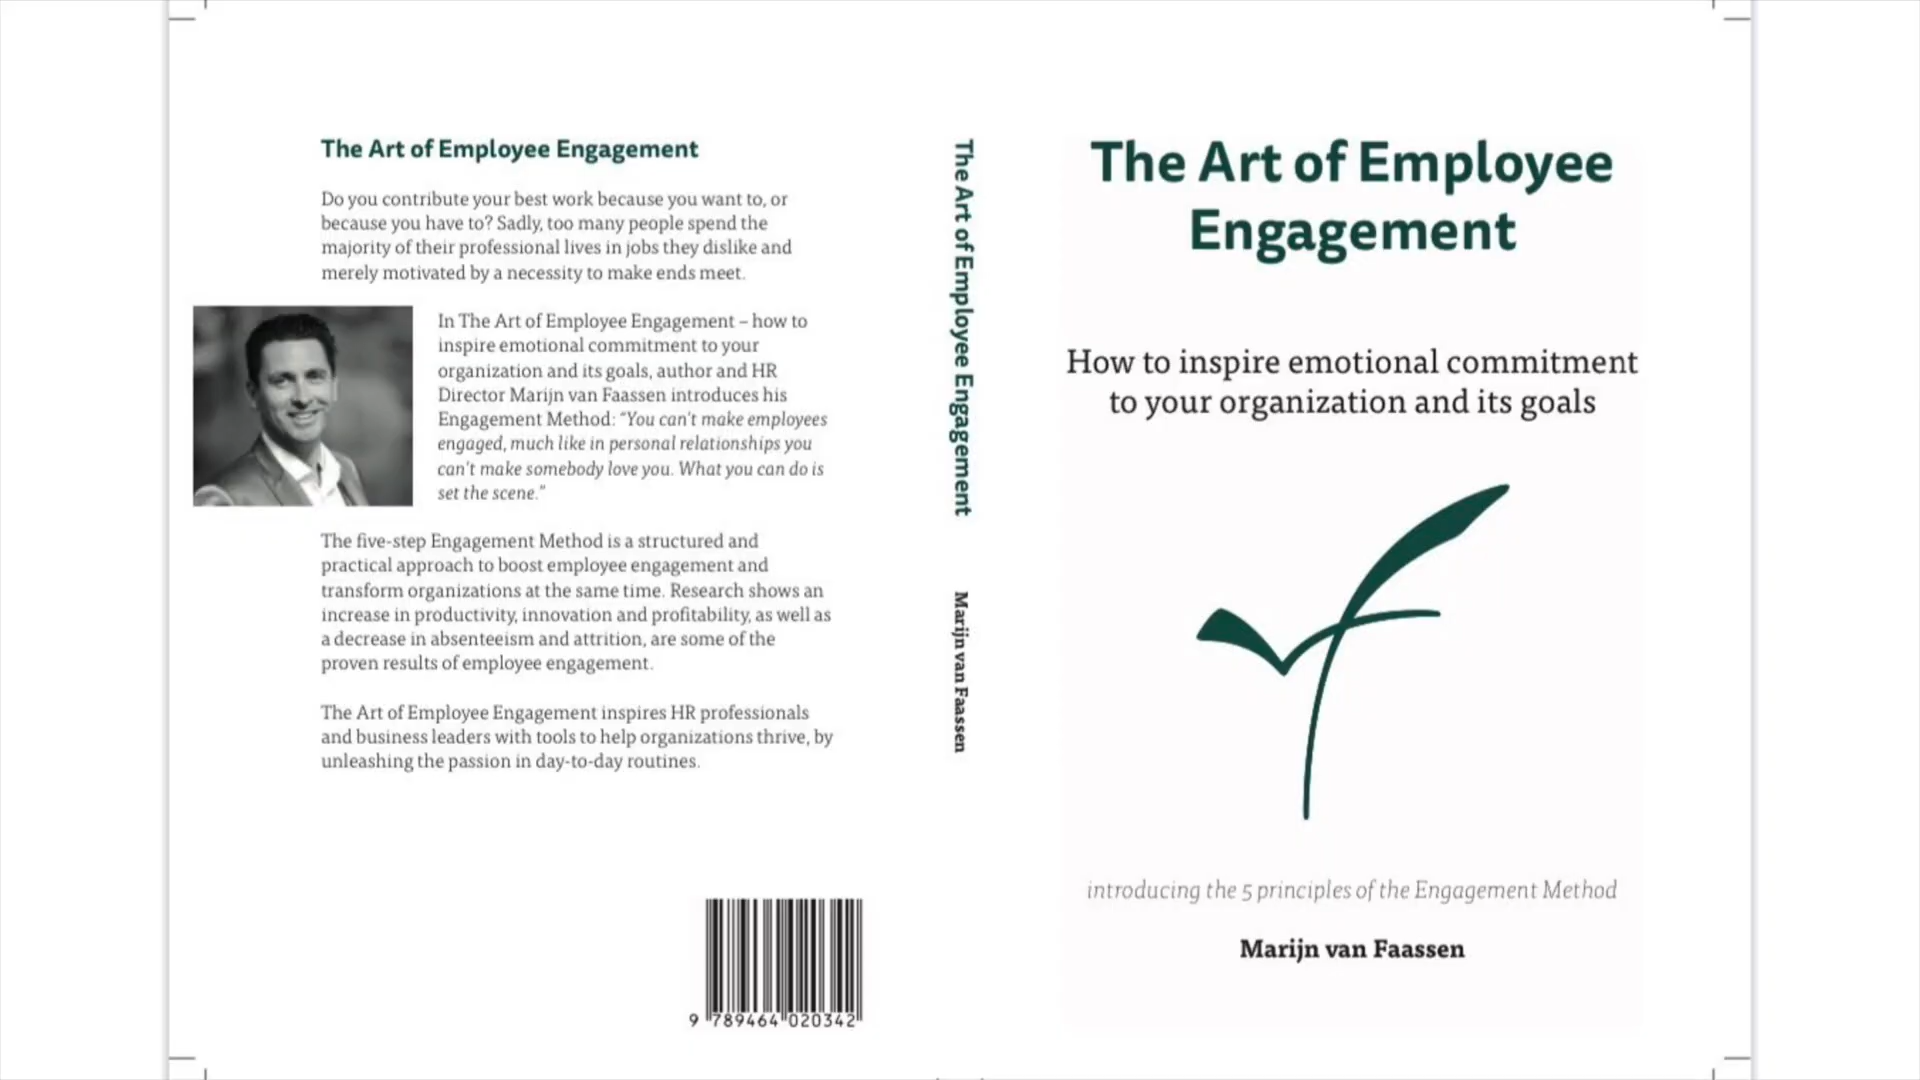 The Art of Employee Engagement
Do you contribute your best work because you want to, or
because you have to? Sadly, too many people spend the
majority of their professional lives in jobs they dislike and
merely motivated by a necessity to make ends meet.
In The Art of Employee Engagement – how to
inspire emotional commitment to your
organization and its goals, author and HR
Director Marijn van Faassen introduces his
Engagement Method: “You can't make employees
engaged, much like in personal relationships you
can't make somebody love you. What you can do is
set the scene.”
The five-step Engagement Method is a structured and
practical approach to boost employee engagement and
transform organizations at the same time. Research shows an
increase in productivity, innovation and profitability, as well as
a decrease in absenteeism and attrition, are some of the
proven results of employee engagement.
The Art of Employee Engagement inspires HR professionals
and business leaders with tools to help organizations thrive, by
unleashing the passion in day-to-day routines.
9 789464 020342
The Art of Employee Engagement
Marijn van Faassen
The Art of Employee
Engagement
How to inspire emotional commitment
to your organization and its goals
introducing the 5 principles of the Engagement Method
Marijn van Faassen